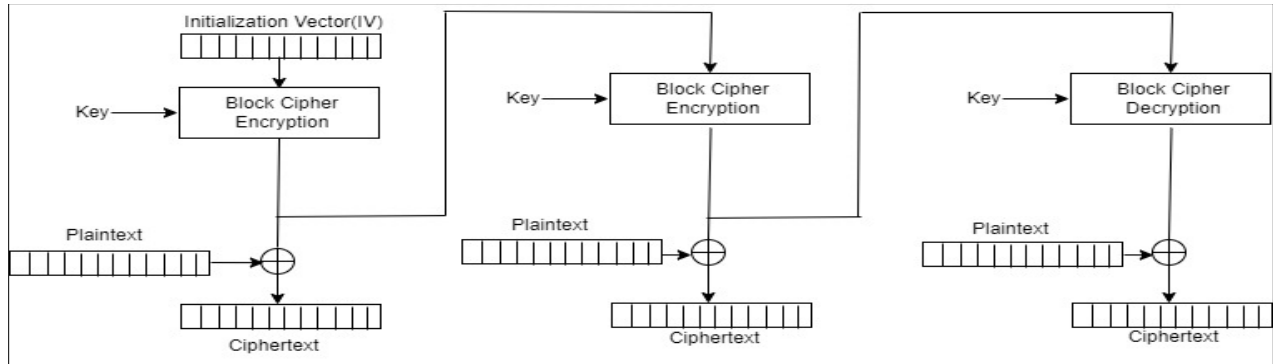 Initialization Vector(IV)
Key
Block Cipher
Encryption
Plaintext
Ciphertext
Key
Block Cipher
Encryption
Plaintext
Ciphertext
Key
Block Cipher
Decryption
Plaintext
Ciphertext